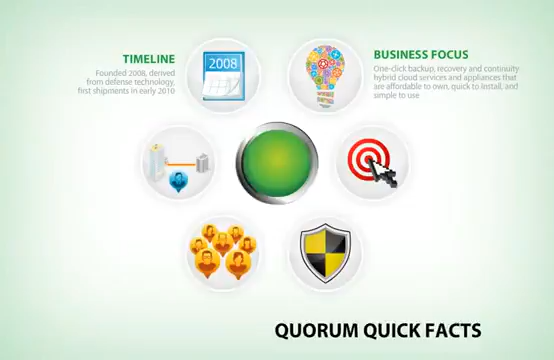 TIMELINE
Founded 2008, derived
from defense technology,
first shipments in early 2010
2008
BUSINESS FOCUS
One-click backup, recovery and continuity
hybrid cloud services and appliances that
are affordable to own, quick to install, and
simple to use
QUORUM QUICK FACTS